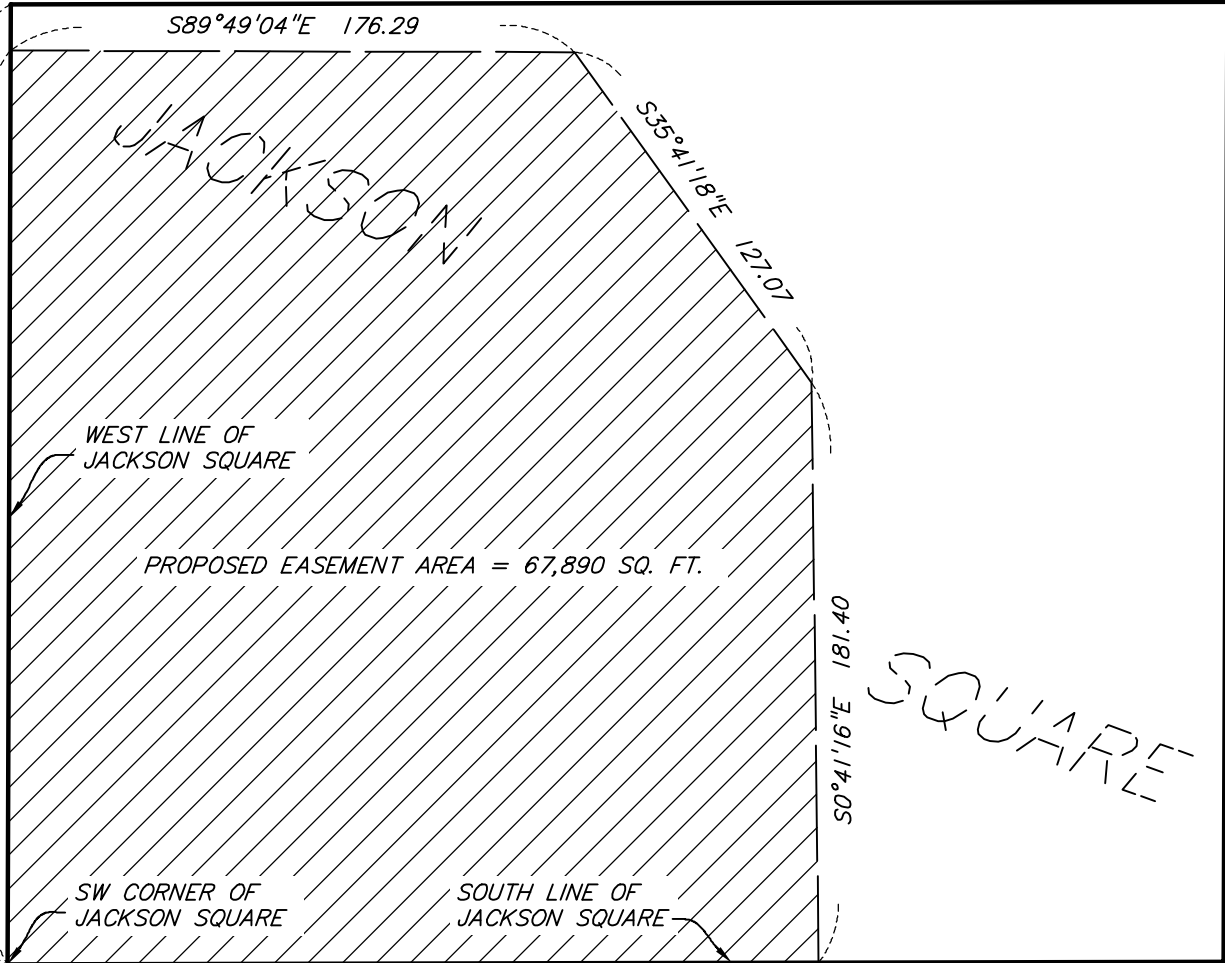 S89°49'04"E 176.29
S35°41'18"E 127.07
JACKSON
WEST LINE OF
JACKSON SQUARE
PROPOSED EASEMENT AREA = 67,890 SQ. FT.
S0°41'16"E 181.40
SQUARE
SW CORNER OF
JACKSON SQUARE
SOUTH LINE OF
JACKSON SQUARE